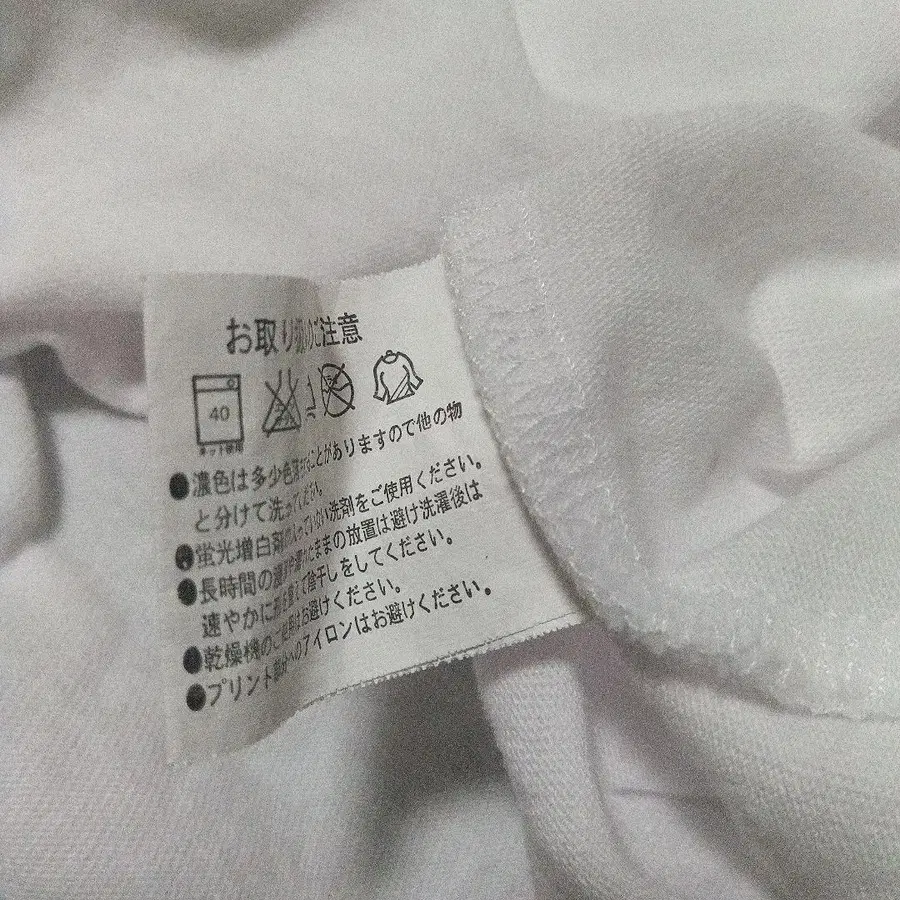 お取り扱いのご注意
40
ネット使用
●濃色は多少色落ちすることがありますので他の物
と分けて洗ってください。
●蛍光増白剤の入っていない洗剤をご使用ください。
●長時間の浸漬や濡れたままの放置は避け洗濯後は
速やかに形を整えて陰干しをしてください。
●乾燥機のご使用はお避けください。
●プリント部分へのアイロンはお避けください。